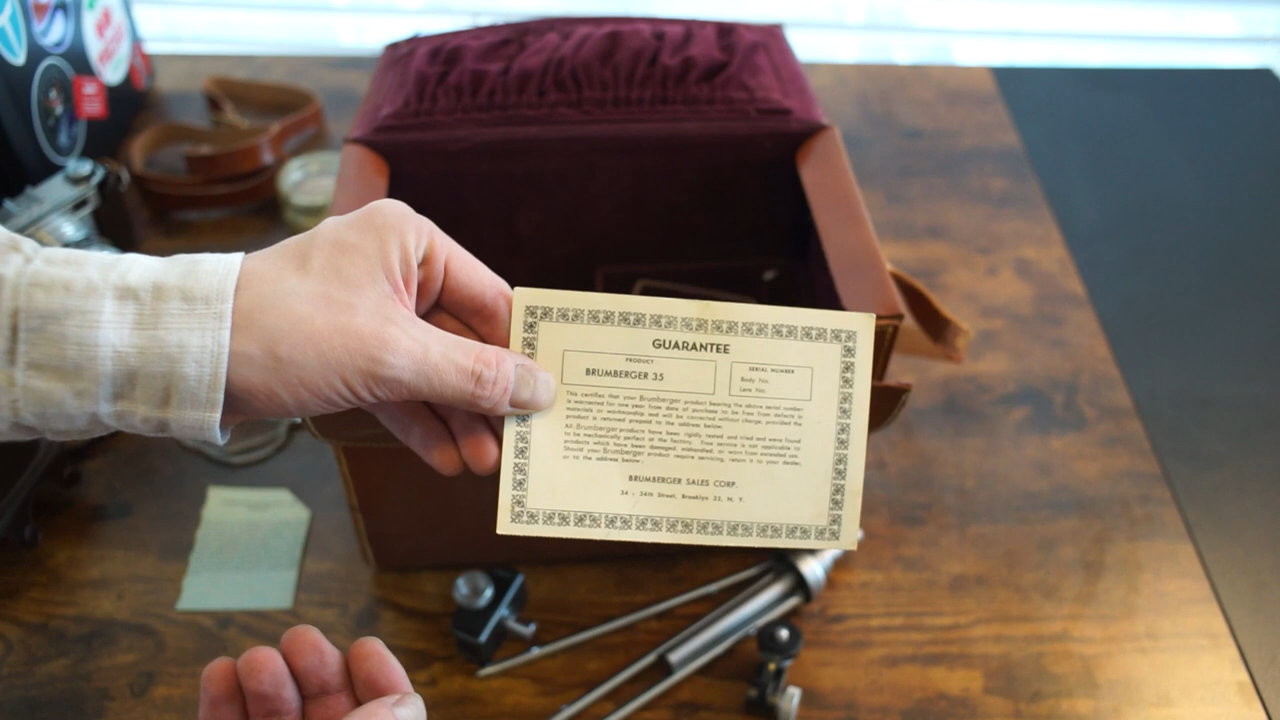 GUARANTEE
PRODUCT
BRUMBERGER 35
SERIAL NUMBER
Body No.
Lens No.
This certifies that your Brumberger product bearing the above serial number
is warranted for one year from date of purchase to be free from defects in
materials or workmanship and will be corrected without charge, provided the
product is returned prepaid to the address below.
All Brumberger products have been rigidly tested and tried and were found
to be mechanically perfect at the factory. Free service is not applicable to
products which have been damaged, mishandled, or worn from extended use.
Should your Brumberger product require servicing, return it to your dealer,
or to the address below.
BRUMBERGER SALES CORP.
34 - 34th Street, Brooklyn 32, N. Y.